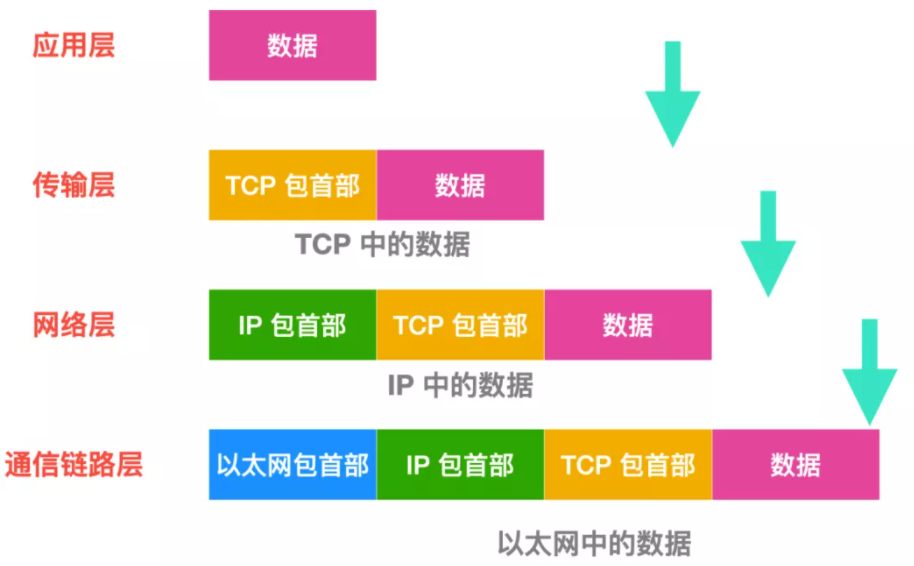 应用层 数据
传输层 TCP 包首部 数据
TCP 中的数据
网络层 IP 包首部 TCP 包首部 数据
IP 中的数据
通信链路层 以太网包首部 IP 包首部 TCP 包首部 数据
以太网中的数据